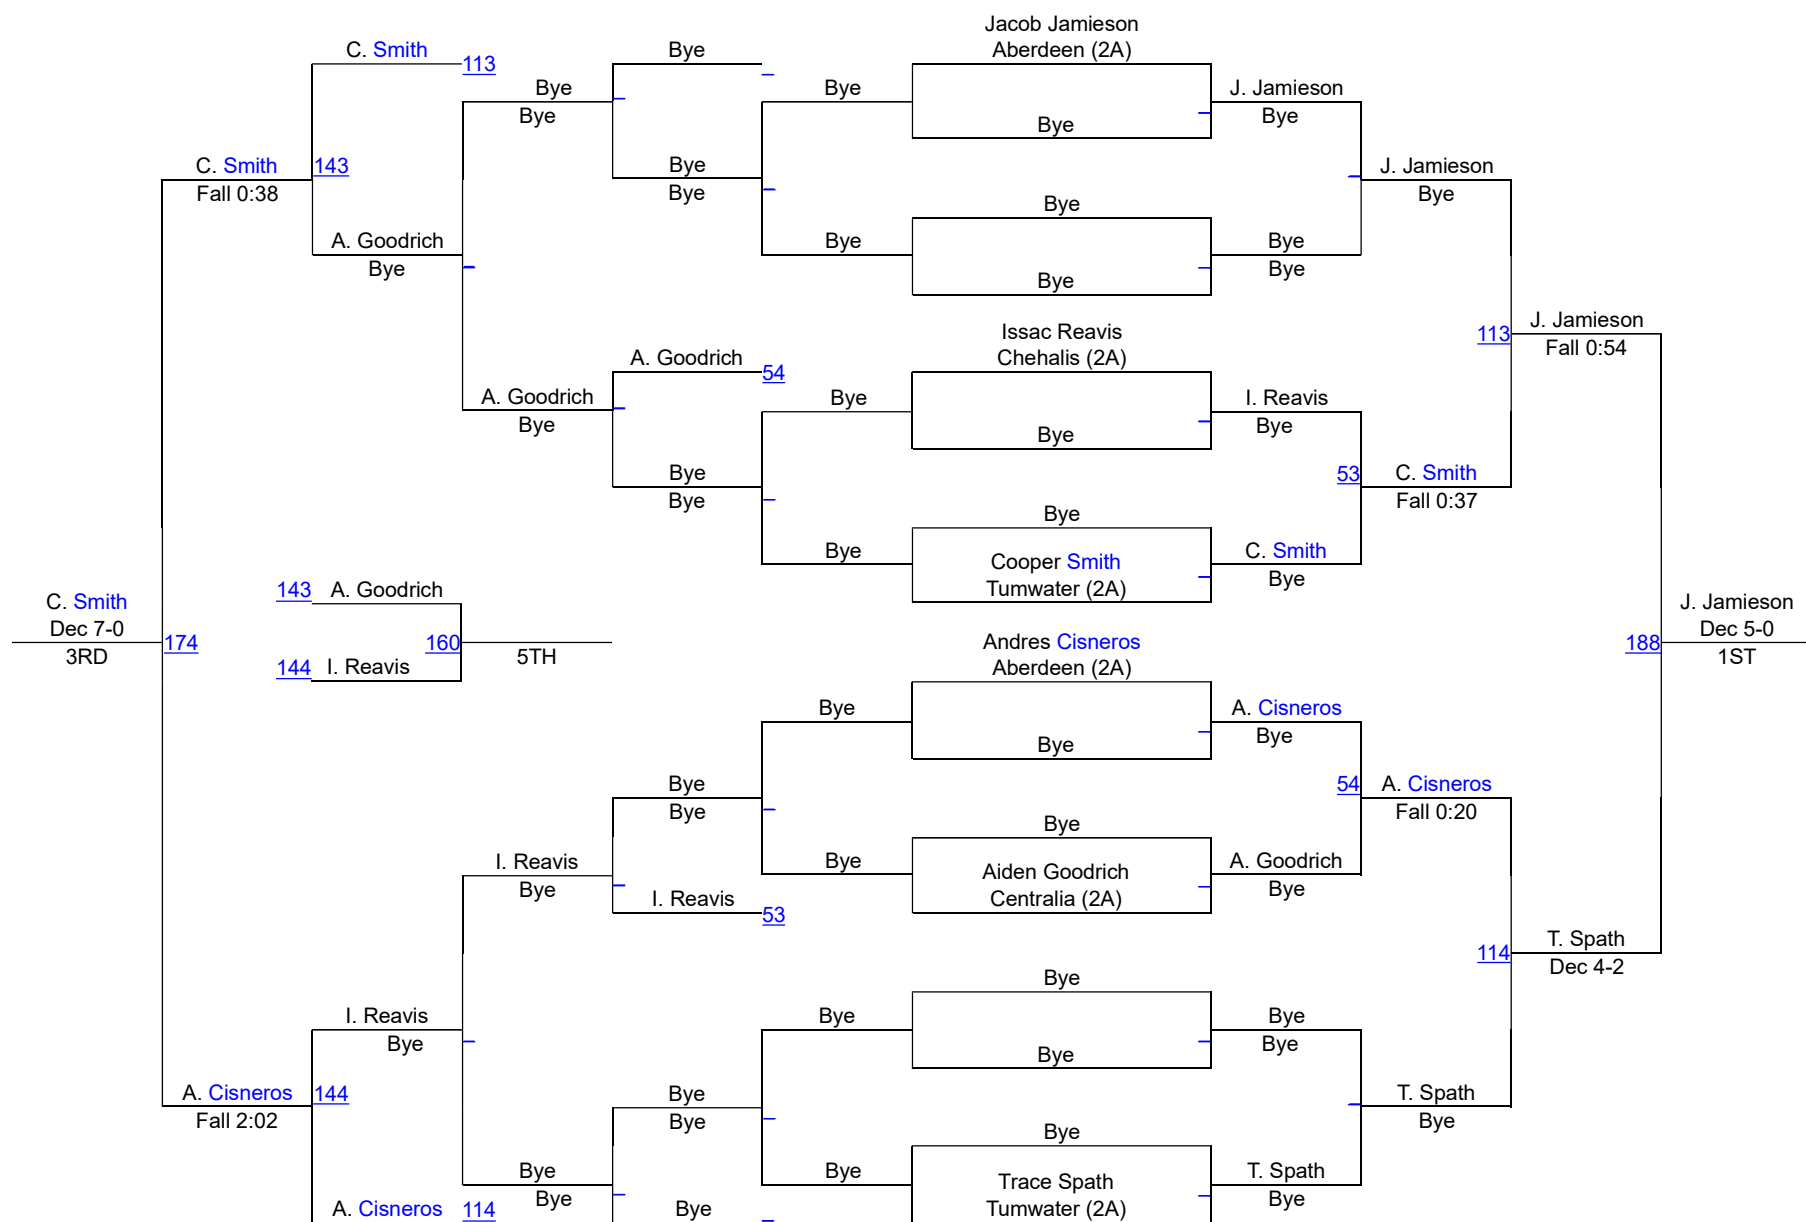 Jacob Jamieson
C. Smith
Bye
Aberdeen (2A)
113
Bye
Bye
J. Jamieson
Bye
Bye
Bye
C. Smith
143
Bye
J. Jamieson
Fall 0:38
Bye
Bye
Bye
A. Goodrich
Bye
Bye
Bye
Bye
Bye
Issac Reavis
113
J. Jamieson
A. Goodrich
54
Chehalis (2A)
Fall 0:54
A. Goodrich
Bye
I. Reavis
Bye
Bye
Bye
Bye
53
C. Smith
Bye
Fall 0:37
Bye
Bye
Cooper Smith
C. Smith
143
A. Goodrich
Tumwater (2A)
Bye
C. Smith
J. Jamieson
Dec 7-0
Dec 5-0
3RD
174
160
5TH
Andres Cisneros
188
1ST
144
I. Reavis
Aberdeen (2A)
Bye
A. Cisneros
Bye
Bye
Bye
54
A. Cisneros
Bye
Fall 0:20
Bye
I. Reavis
Bye
Aiden Goodrich
A. Goodrich
Bye
I. Reavis
53
Centralia (2A)
Bye
114
T. Spath
Dec 4-2
Bye
I. Reavis
Bye
Bye
Bye
Bye
Bye
A. Cisneros
144
Bye
T. Spath
Fall 2:02
Bye
Bye
Bye
Bye
Bye
Trace Spath
T. Spath
A. Cisneros
114
Bye
Bye
Tumwater (2A)
Bye